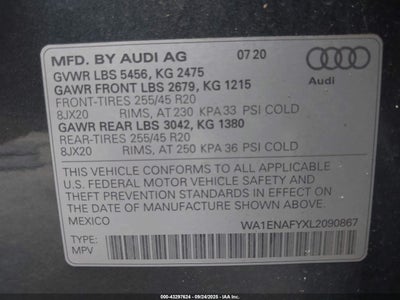 MFD. BY AUDI AG 07 20
GVWR LBS 5456, KG 2475
GAWR FRONT LBS 2679, KG 1215
FRONT-TIRES 255/45 R20
8JX20 RIMS, AT 230 KPA 33 PSI COLD
GAWR REAR LBS 3042, KG 1380
REAR-TIRES 255/45 R20
8JX20 RIMS, AT 250 KPA 36 PSI COLD
Audi
THIS VEHICLE CONFORMS TO ALL APPLICABLE
U.S. FEDERAL MOTOR VEHICLE SAFETY AND
THEFT PREVENTION STANDARDS IN EFFECT ON THE
DATE OF MANUFACTURE SHOWN ABOVE.
MEXICO WA1ENAFYXL2090867
TYPE:
MPV
© 000-43297624 - 09/24/2025 - IAAI.COM